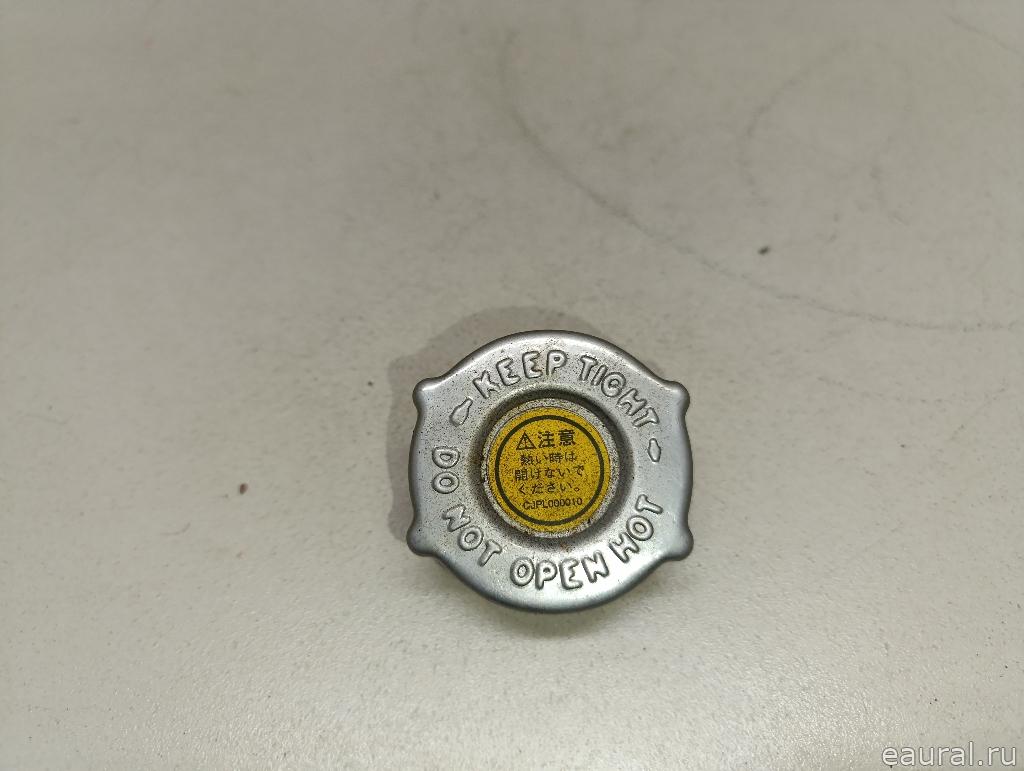 KEEP TIGHT
⚠注意
熱い時は
開けないで
ください。
CJPL000010
DO NOT OPEN HOT
eaural.ru